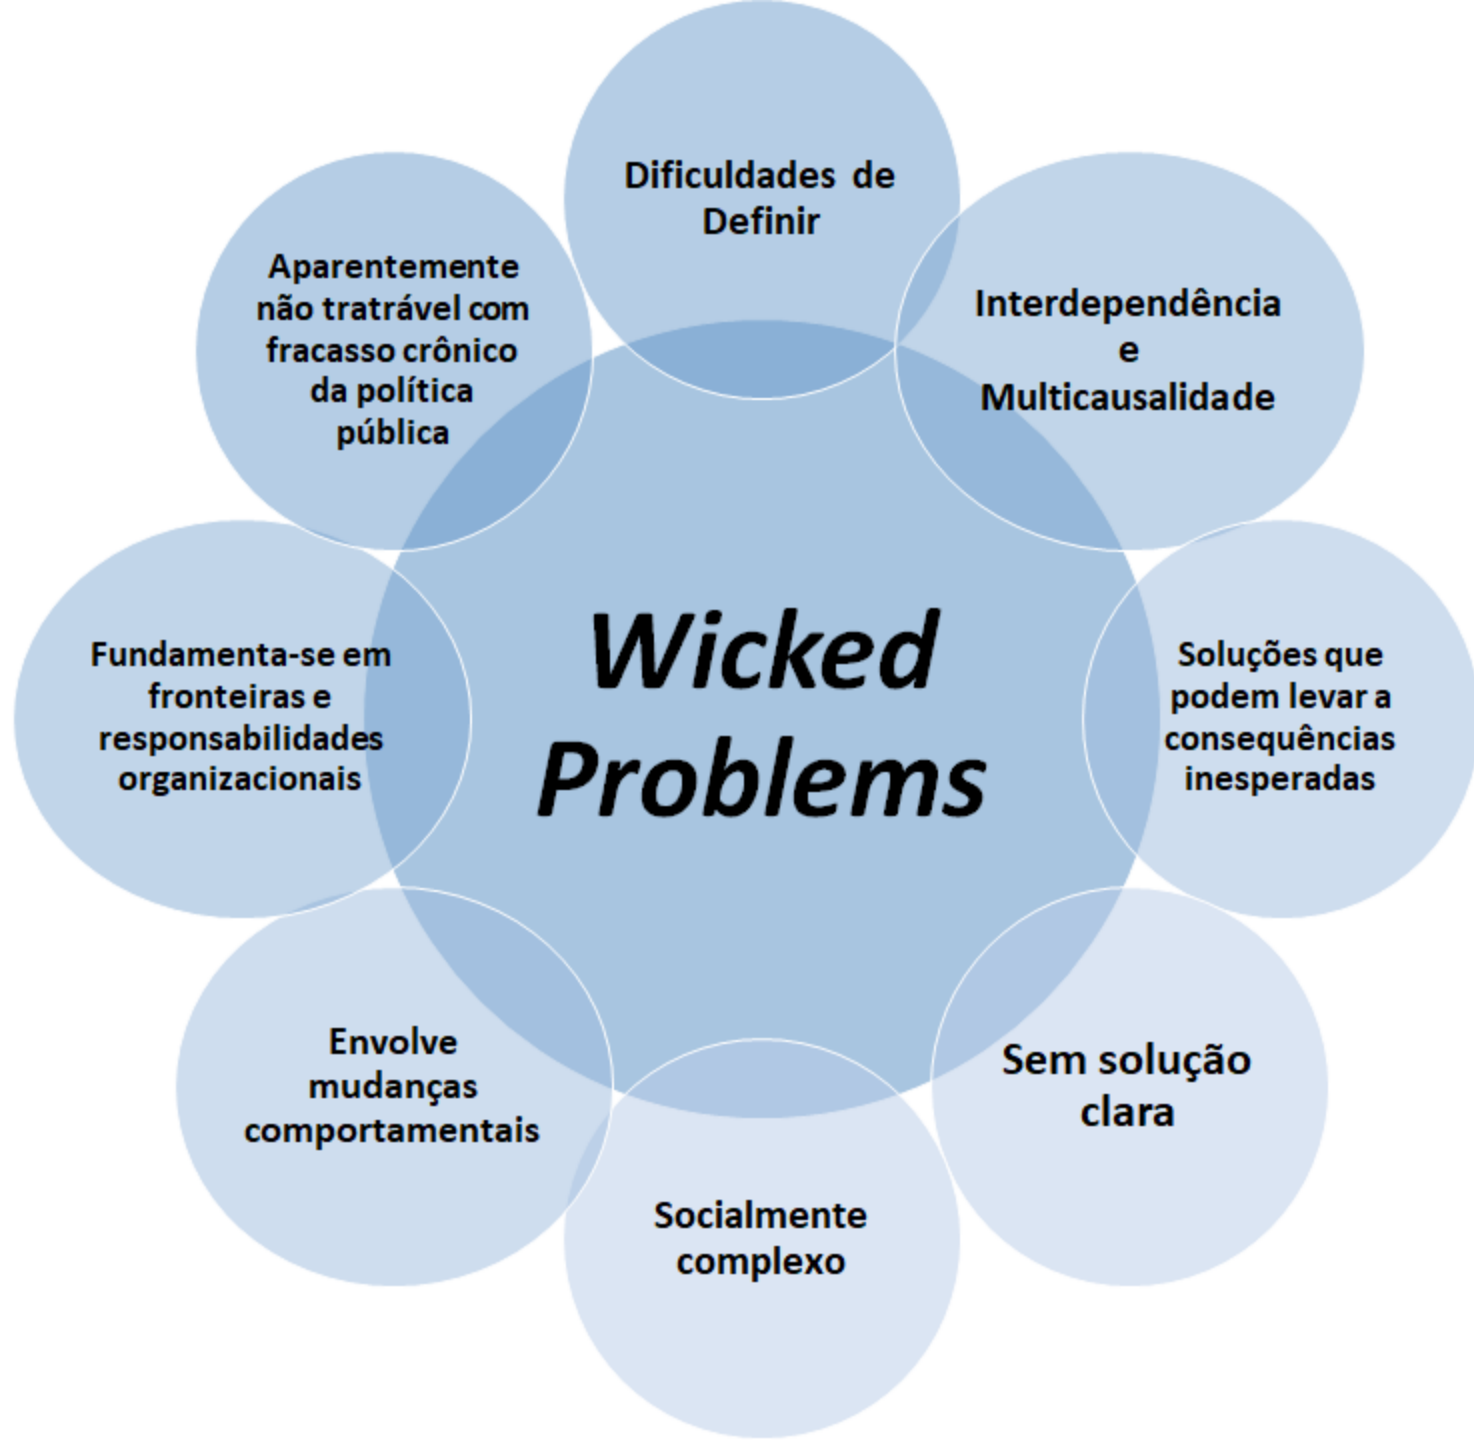 Dificuldades de
Definir
Interdependência
e
Multicausalidade
Soluções que
podem levar a
consequências
inesperadas
Sem solução
clara
Socialmente
complexo
Envolve
mudanças
comportamentais
Fundamenta-se em
fronteiras e
responsabilidades
organizacionais
Aparentemente
não tratrável com
fracasso crônico
da política
pública
Wicked
Problems